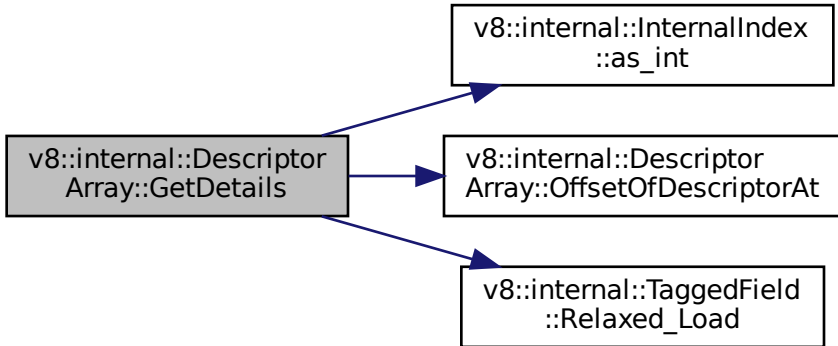 v8::internal::InternalIndex
::as_int
v8::internal::Descriptor
Array::GetDetails
v8::internal::Descriptor
Array::OffsetOfDescriptorAt
v8::internal::TaggedField
::Relaxed_Load